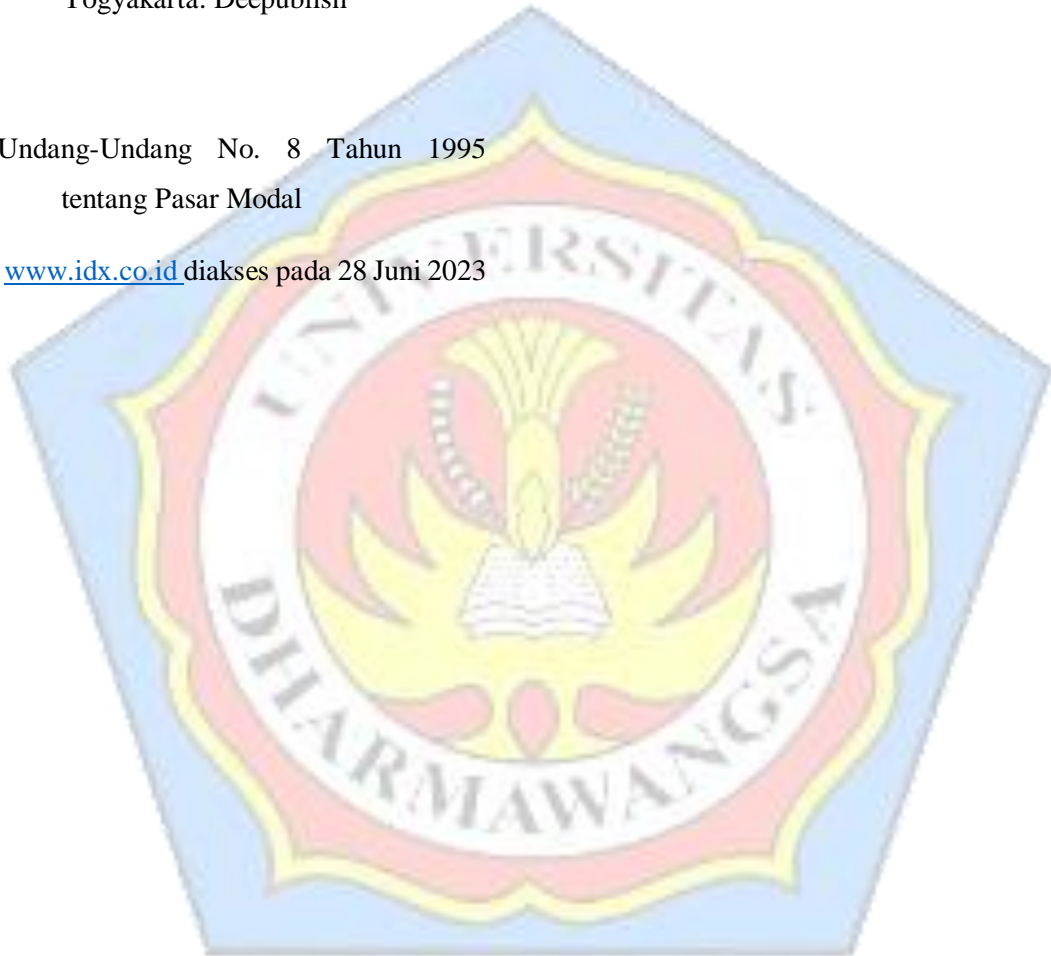 Yogyakarta: Deepublish
Undang-Undang No. 8 Tahun 1995
tentang Pasar Modal
www.idx.co.id diakses pada 28 Juni 2023
UNIVERSITAS
DHARMAWANGSA